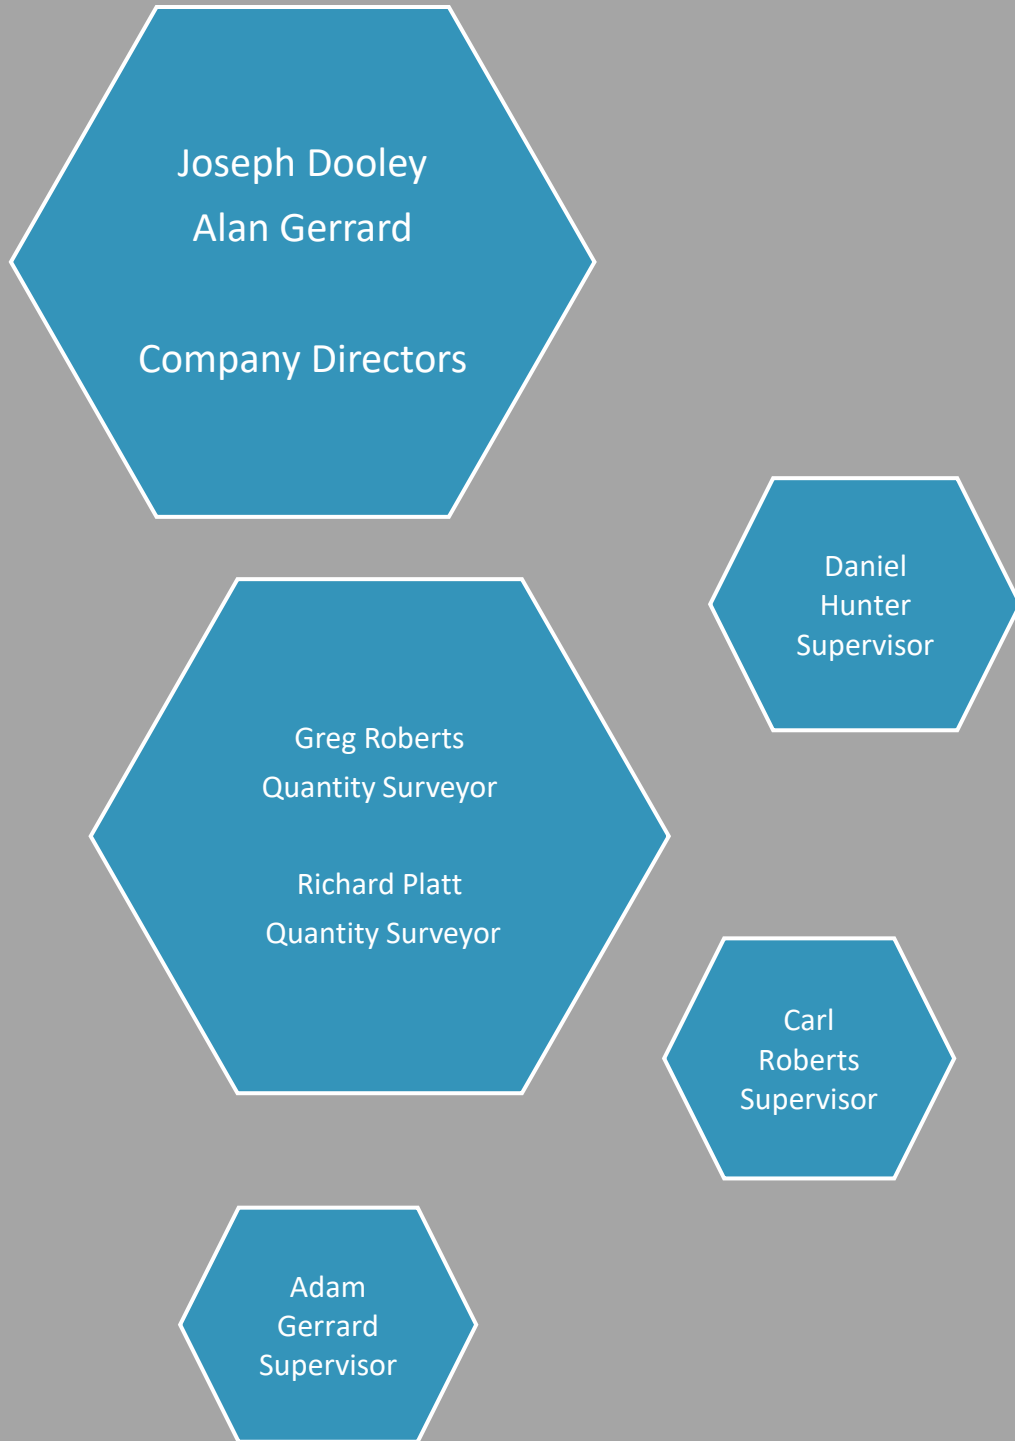 Joseph Dooley
Alan Gerrard
Company Directors
Daniel
Hunter
Supervisor
Greg Roberts
Quantity Surveyor
Richard Platt
Quantity Surveyor
Carl
Roberts
Supervisor
Adam
Gerrard
Supervisor